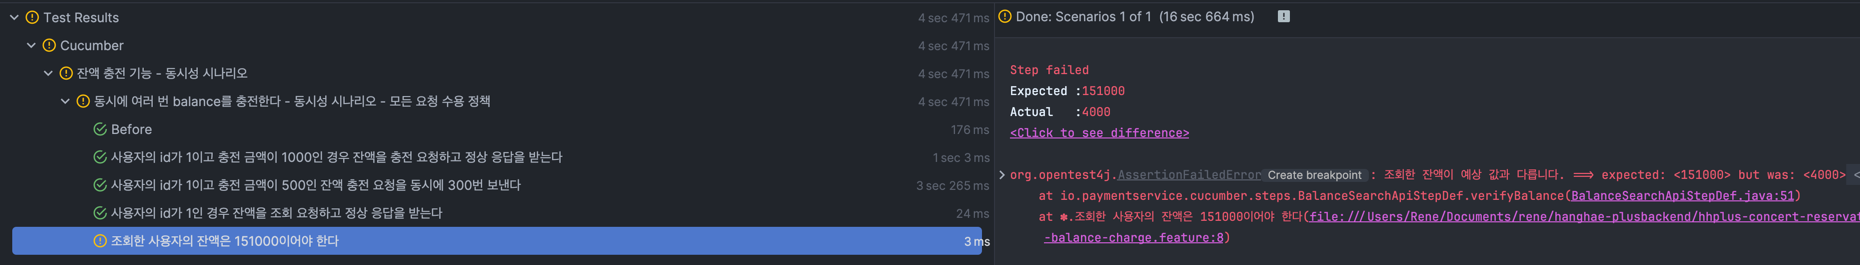 Test Results 4 sec 471 ms
Cucumber 4 sec 471 ms
잔액 충전 기능 - 동시성 시나리오 4 sec 471 ms
동시에 여러 번 balance를 충전한다 - 동시성 시나리오 - 모든 요청 수용 정책 4 sec 471 ms
Before 176 ms
사용자의 id가 1이고 충전 금액이 1000인 경우 잔액을 충전 요청하고 정상 응답을 받는다 1 sec 3 ms
사용자의 id가 1이고 충전 금액이 500인 잔액 충전 요청을 동시에 300번 보낸다 3 sec 265 ms
사용자의 id가 1인 경우 잔액을 조회 요청하고 정상 응답을 받는다 24 ms
조회한 사용자의 잔액은 151000이어야 한다 3 ms
Done: Scenarios 1 of 1 (16 sec 664 ms)
Step failed
Expected :151000
Actual :4000
<Click to see difference>
org.opentest4j.AssertionFailedError Create breakpoint : 조회한 잔액이 예상 값과 다릅니다. ==> expected: <151000> but was: <4000> <
at io.paymentservice.cucumber.steps.BalanceSearchApiStepDef.verifyBalance(BalanceSearchApiStepDef.java:51)
at ✽.조회한 사용자의 잔액은 151000이어야 한다(file:///Users/Rene/Documents/rene/hanghae-plusbackend/hhplus-concert-reserva
-balance-charge.feature:8)